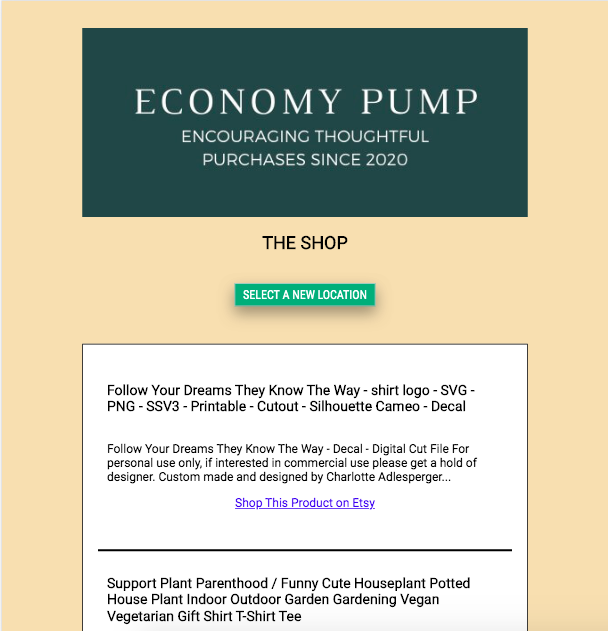 ECONOMY PUMP
ENCOURAGING THOUGHTFUL
PURCHASES SINCE 2020
THE SHOP
SELECT A NEW LOCATION
Follow Your Dreams They Know The Way - shirt logo - SVG -
PNG - SSV3 - Printable - Cutout - Silhouette Cameo - Decal
Follow Your Dreams They Know The Way - Decal - Digital Cut File For
personal use only, if interested in commercial use please get a hold of
designer. Custom made and designed by Charlotte Adlesperger...
Shop This Product on Etsy
Support Plant Parenthood / Funny Cute Houseplant Potted
House Plant Indoor Outdoor Garden Gardening Vegan
Vegetarian Gift Shirt T-Shirt Tee